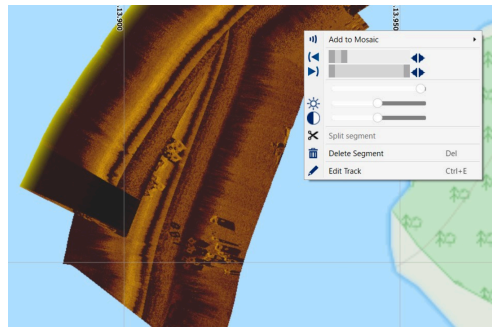 13.900
13.950
Add to Mosaic
Split segment
Delete Segment Del
Edit Track Ctrl+E